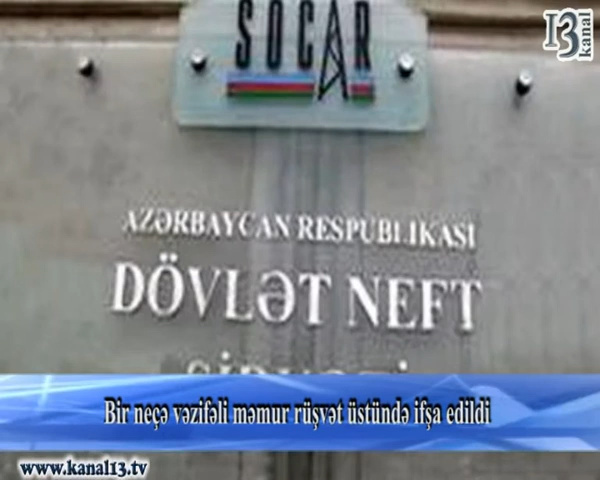 SOCAR
13 kanal
AZƏRBAYCAN RESPUBLIKASI
DÖVLƏT NEFT
Bir neçə vəzifəli məmur rüşvət üstündə ifşa edildi
www.kanal13.tv